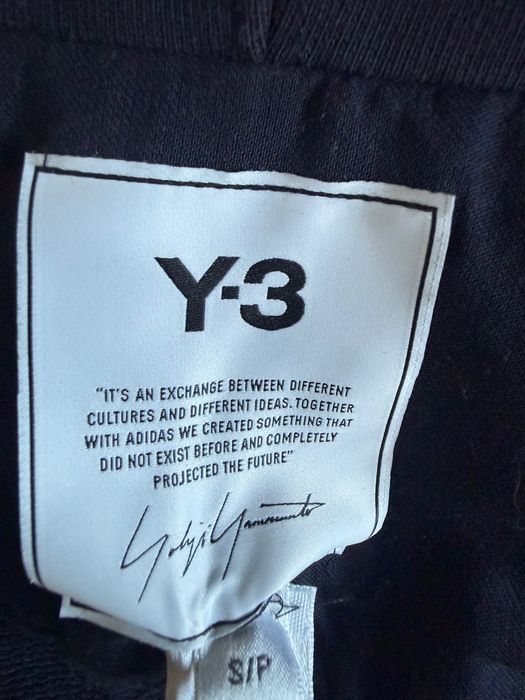 Y-3
"IT'S AN EXCHANGE BETWEEN DIFFERENT
CULTURES AND DIFFERENT IDEAS. TOGETHER
WITH ADIDAS WE CREATED SOMETHING THAT
DID NOT EXIST BEFORE AND COMPLETELY
PROJECTED THE FUTURE"
Yohji Yamamoto
S/P